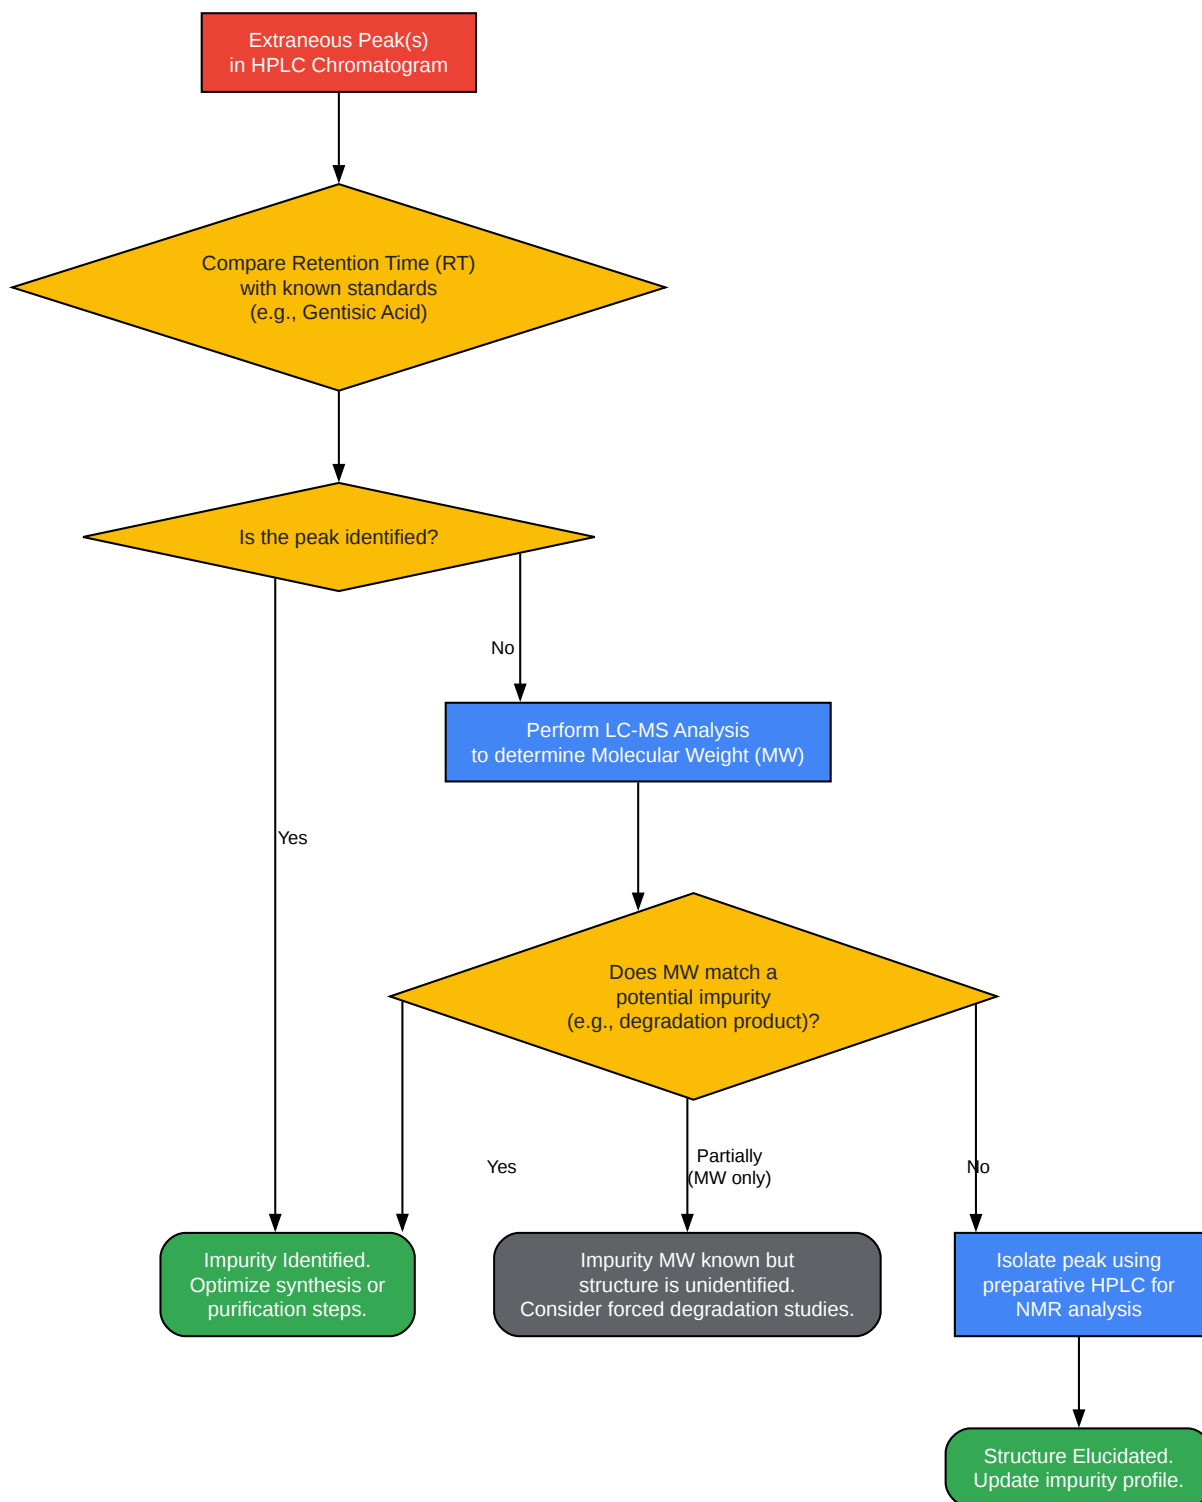 Extraneous Peak(s)
in HPLC Chromatogram
Compare Retention Time (RT)
with known standards
(e.g., Gentisic Acid)
Is the peak identified?
No
Perform LC-MS Analysis
to determine Molecular Weight (MW)
Yes
Does MW match a
potential impurity
(e.g., degradation product)?
Yes
Partially
(MW only)
No
Impurity Identified.
Optimize synthesis or
purification steps.
Impurity MW known but
structure is unidentified.
Consider forced degradation studies.
Isolate peak using
preparative HPLC for
NMR analysis
Structure Elucidated.
Update impurity profile.